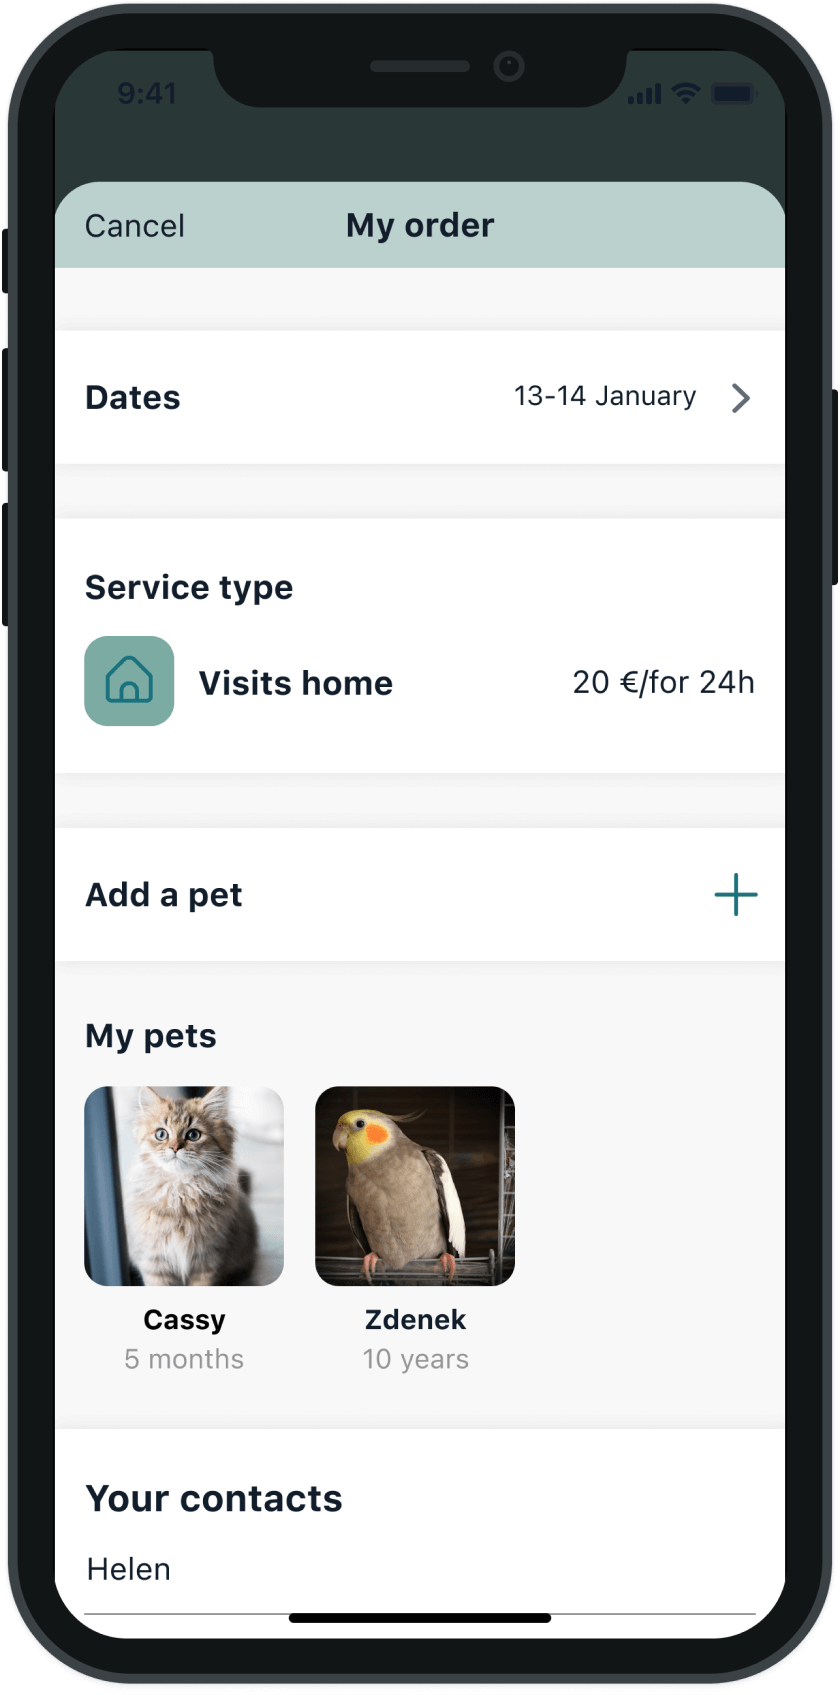 9:41
Cancel
My order
Dates
13-14 January
Service type
Visits home
20 €/for 24h
Add a pet
My pets
Cassy
Zdenek
5 months
10 years
Your contacts
Helen